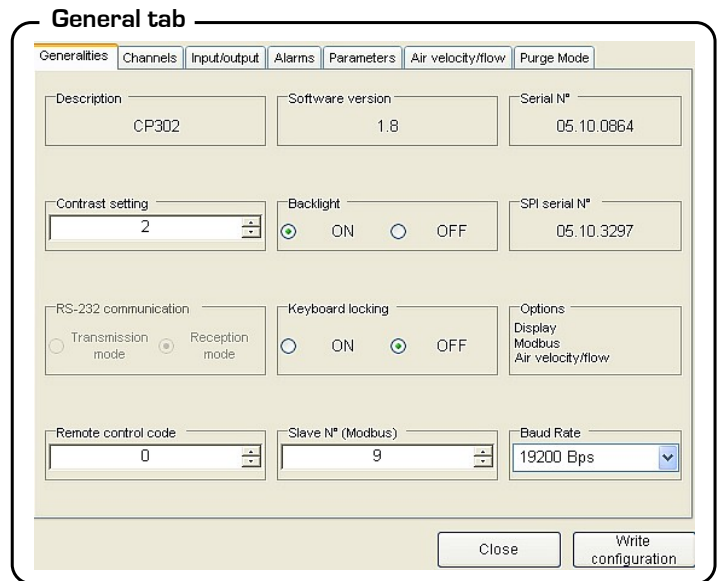 General tab
Generalities Channels Input/output Alarms Parameters Air velocity/flow Purge Mode
Description
CP302
Software version
1.8
Serial N°
05.10.0864
Contrast setting
2
Backlight
ON OFF
SPI serial N°
05.10.3297
RS-232 communication
Transmission mode
Reception mode
Keyboard locking
ON OFF
Options
Display
Modbus
Air velocity/flow
Remote control code
0
Slave N° (Modbus)
9
Baud Rate
19200 Bps
Close
Write
configuration